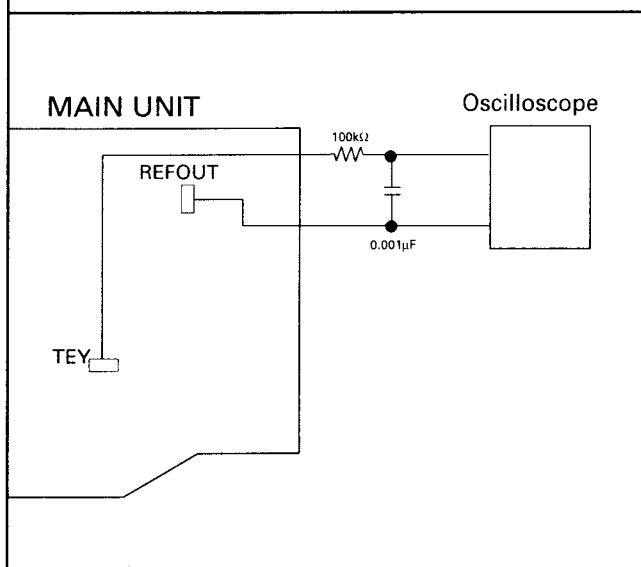 MAIN UNIT
Oscilloscope
100kΩ
REFOUT
0.001μF
TEY